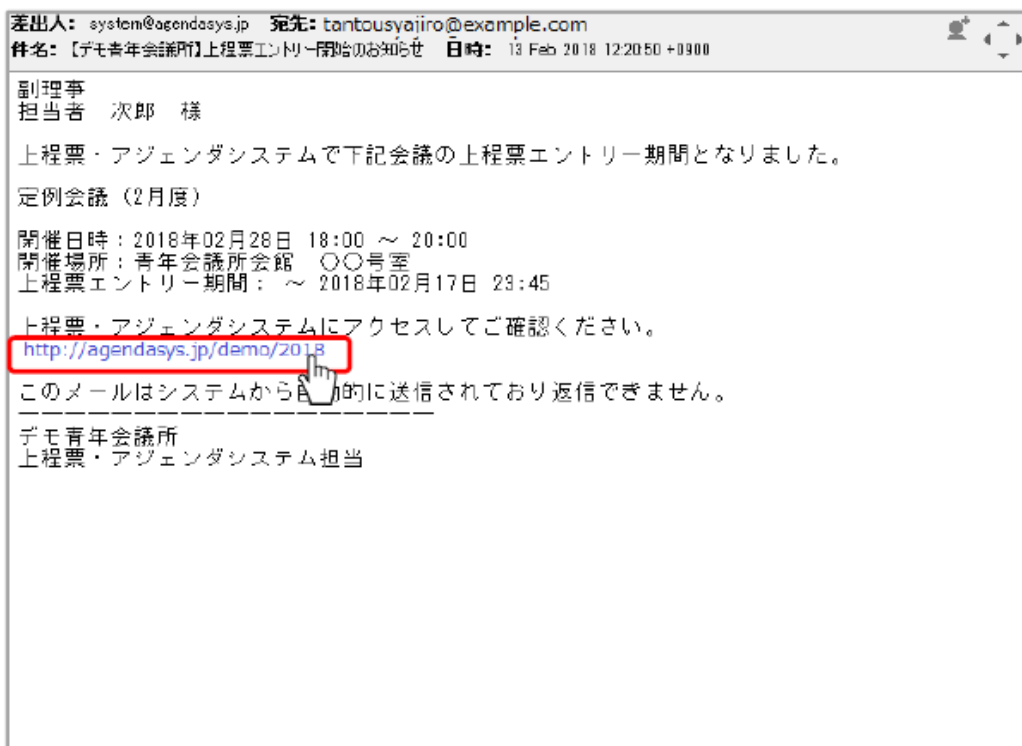 差出人: system@agendasys.jp 宛先: tantousyajiro@example.com
件名: 【デモ青年会議所】上程票エントリー開始のお知らせ 日時: 13 Feb 2018 12:20:50 +0900
副理事
担当者 次郎 様
上程票・アジェンダシステムで下記会議の上程票エントリー期間となりました。
定例会議(2月度)
開催日時:2018年02月28日 18:00 ~ 20:00
開催場所:青年会議所会館 〇〇号室
上程票エントリー期間: ~ 2018年02月17日 23:45
上程票・アジェンダシステムにアクセスしてご確認ください。
http://agendasys.jp/demo/2018
このメールはシステムから自動的に送信されており返信できません。
ーーーーーーーーーーーーーーーーーーー
デモ青年会議所
上程票・アジェンダシステム担当